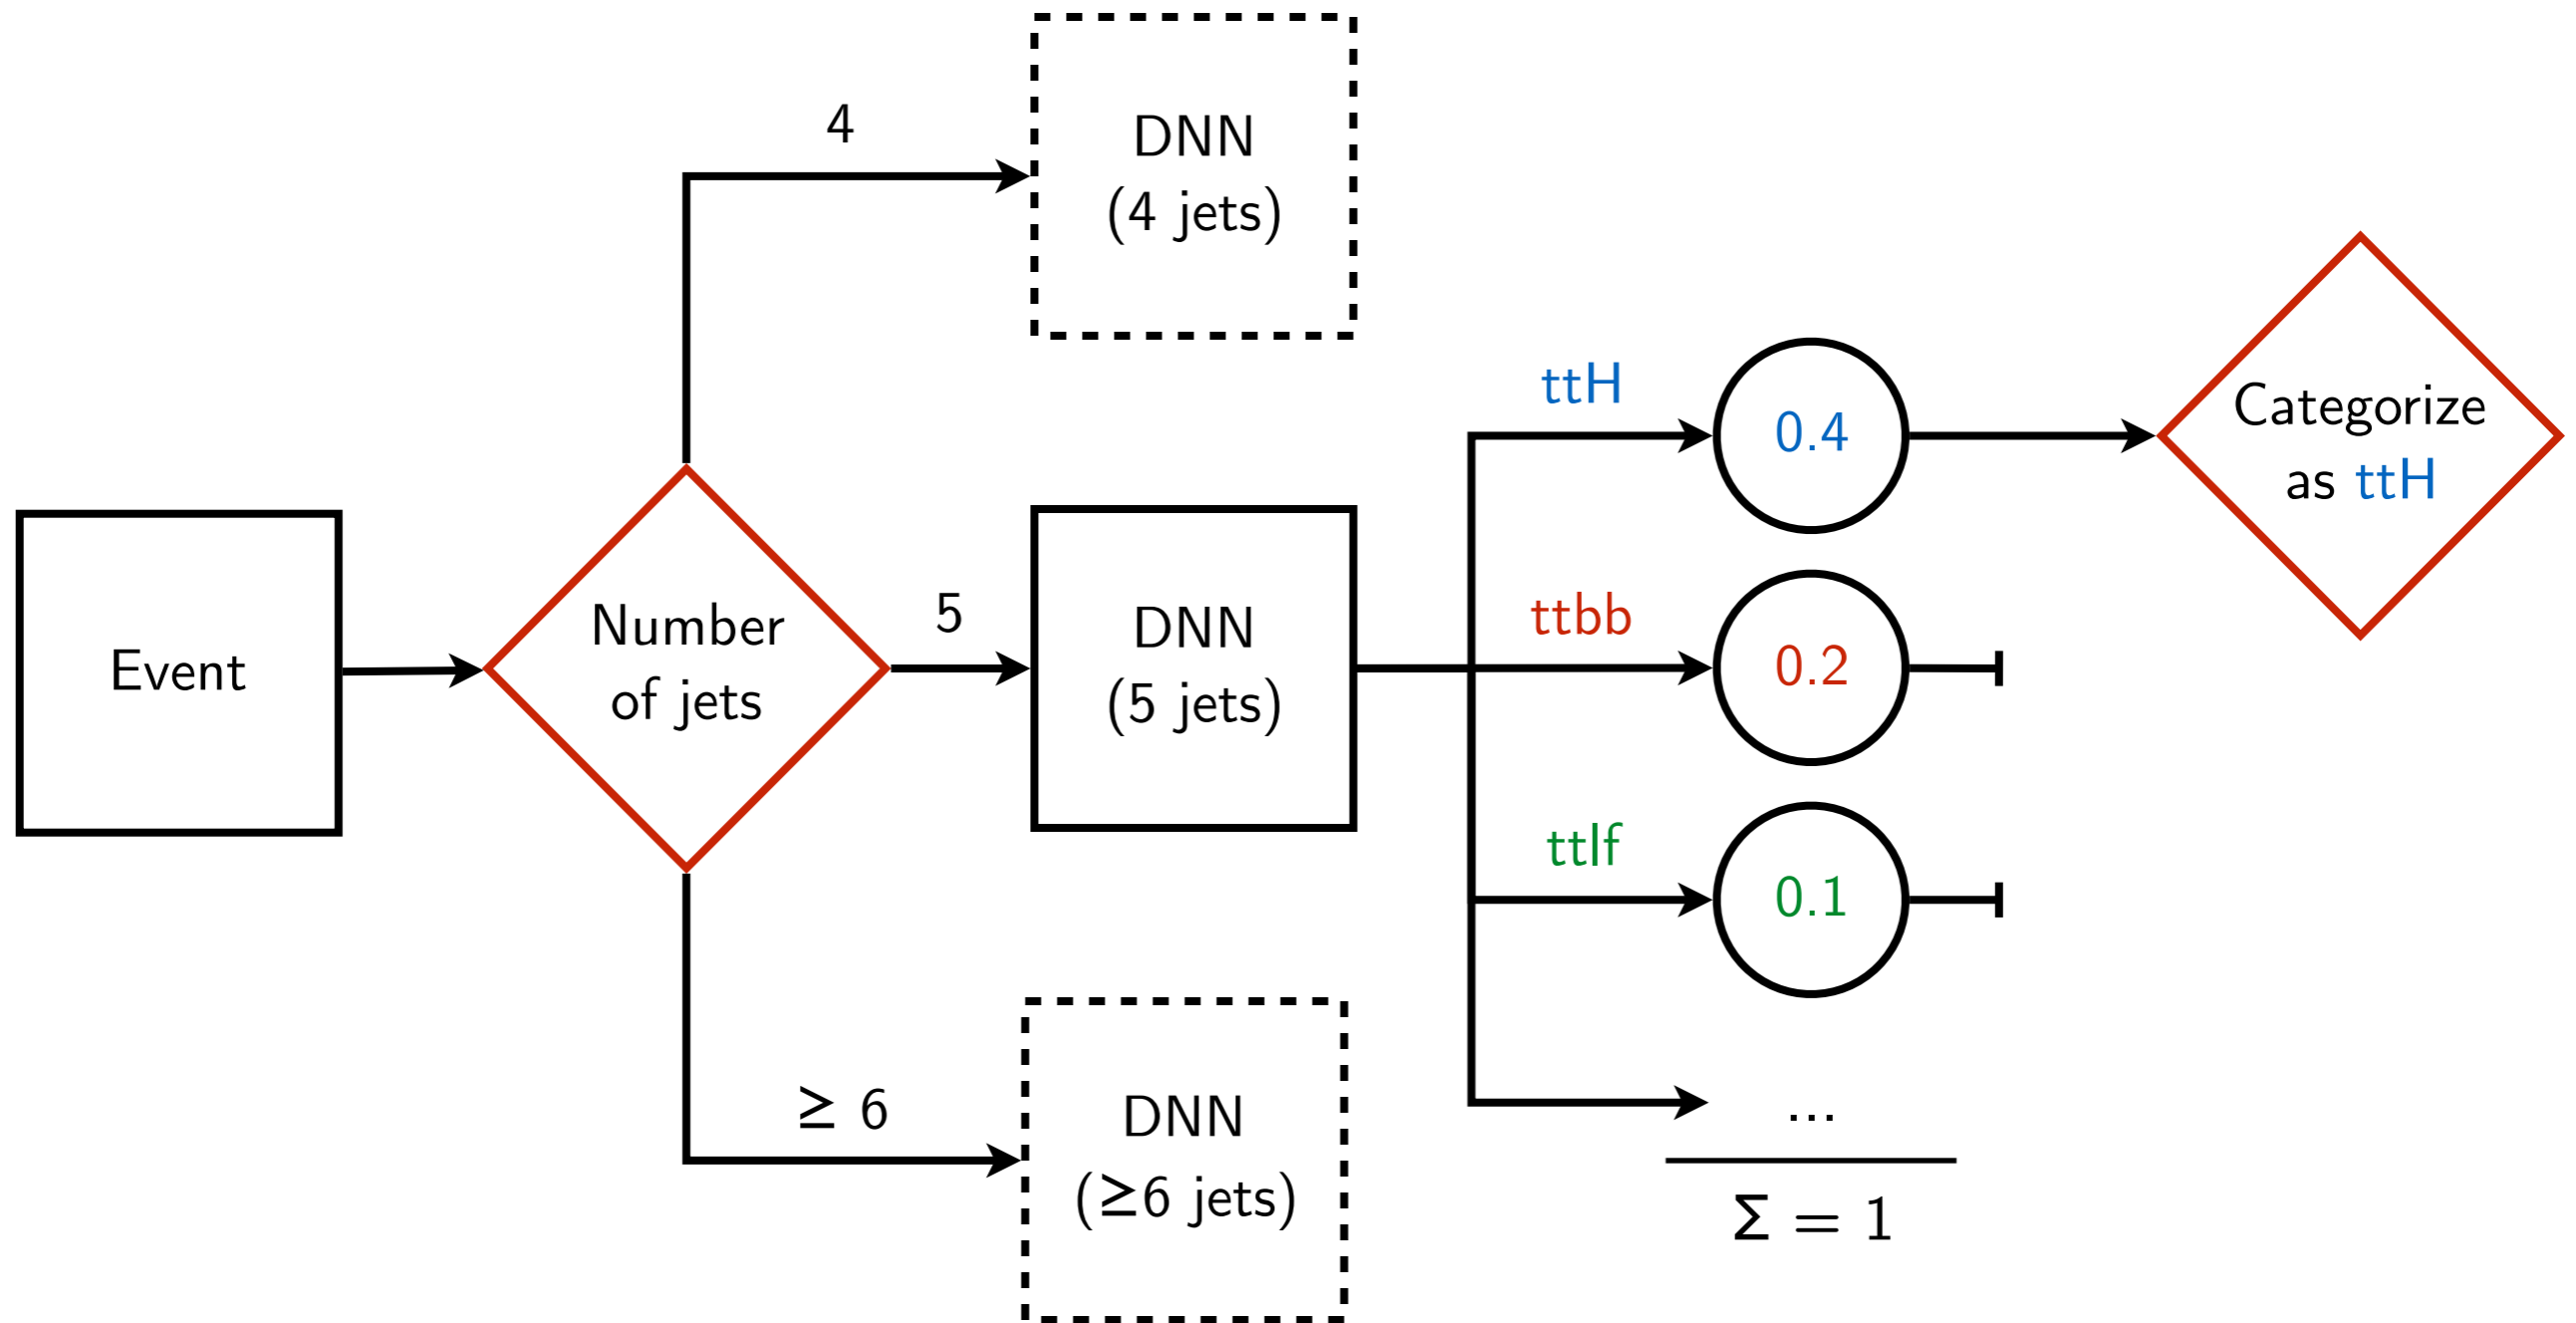 4
DNN
(4 jets)
Event
Number
of jets
5
DNN
(5 jets)
ttH
0.4
Categorize
as ttH
ttbb
0.2
ttlf
0.1
≥ 6
DNN
(≥6 jets)
...
Σ = 1